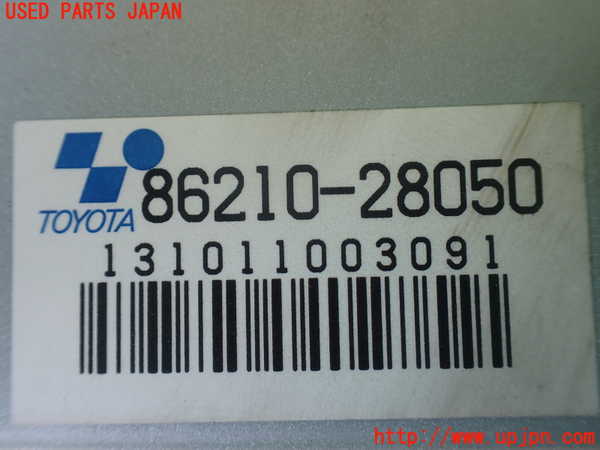 USED PARTS JAPAN
TOYOTA 86210-28050
131011003091
http://www.upjpn.com